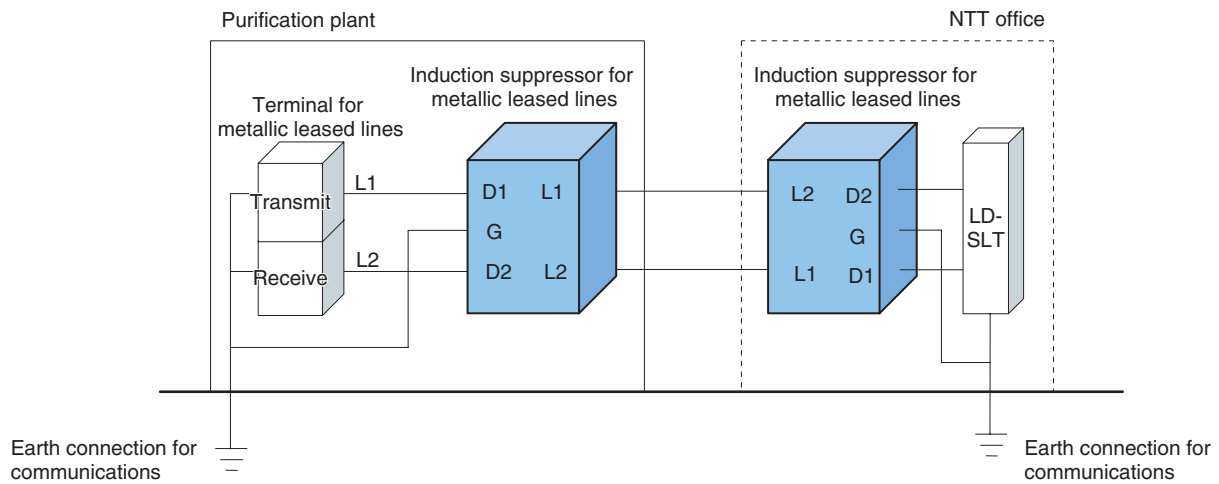 Purification plant
NTT office
Induction suppressor for
metallic leased lines
Induction suppressor for
metallic leased lines
Terminal for
metallic leased lines
L1
Transmit
D1
L1
L2
D2
G
G
LD-
SLT
L2
Receive
D2
L2
L1
D1
Earth connection for
communications
Earth connection for
communications